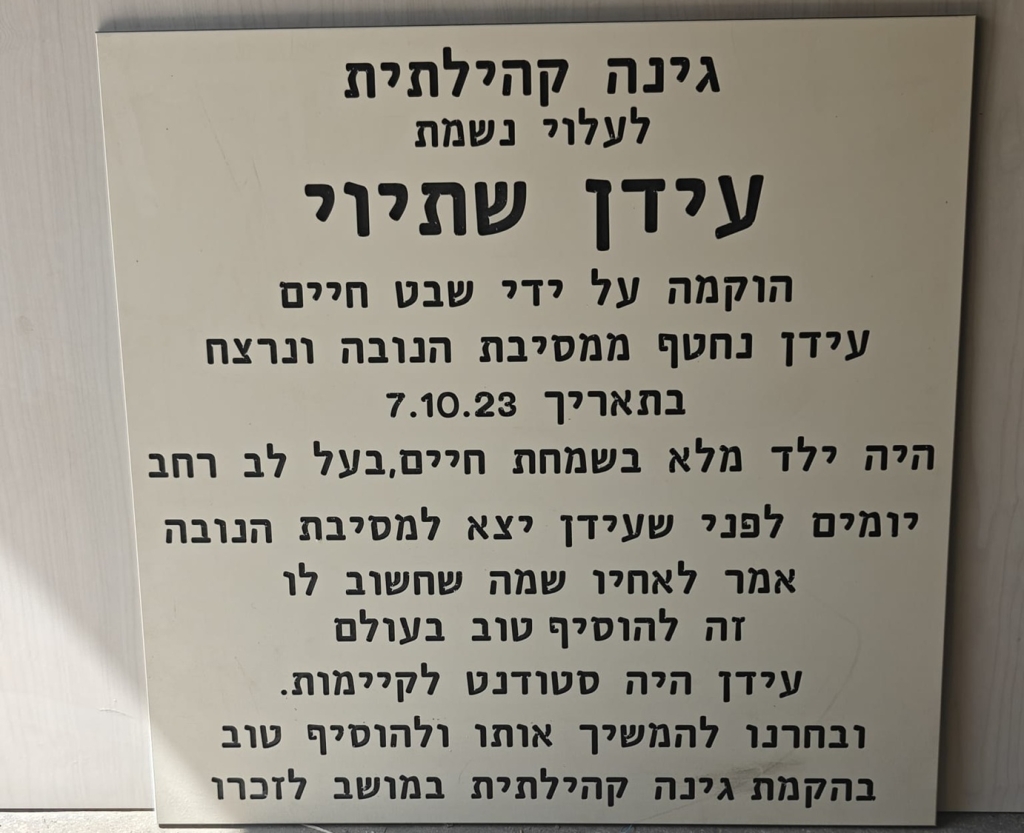 גינה קהילתית
לעלוי נשמת
עידן שתיוי
הוקמה על ידי שבט חיים
עידן נחטף ממסיבת הנובה ונרצח
בתאריך 7.10.23
היה ילד מלא בשמחת חיים,בעל לב רחב
יומים לפני שעידן יצא למסיבת הנובה
אמר לאחיו שמה שחשוב לו
זה להוסיף טוב בעולם
עידן היה סטודנט לקיימות.
ובחרנו להמשיך אותו ולהוסיף טוב
בהקמת גינה קהילתית במושב לזכרו